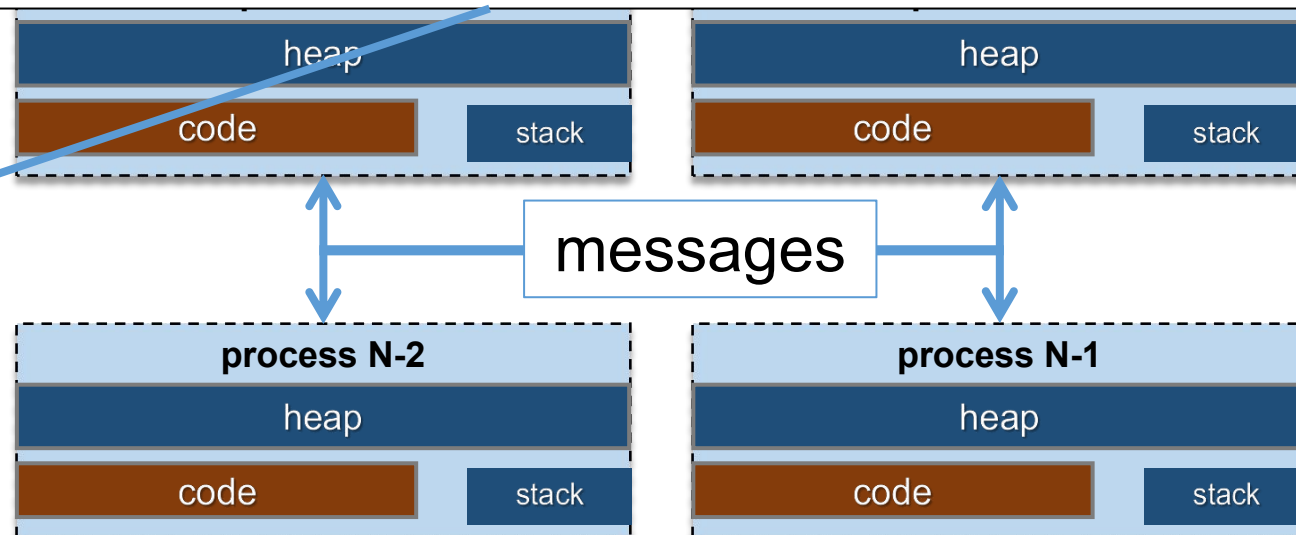 heap heap
code stack code stack
messages
process N-2 process N-1
heap heap
code stack code stack